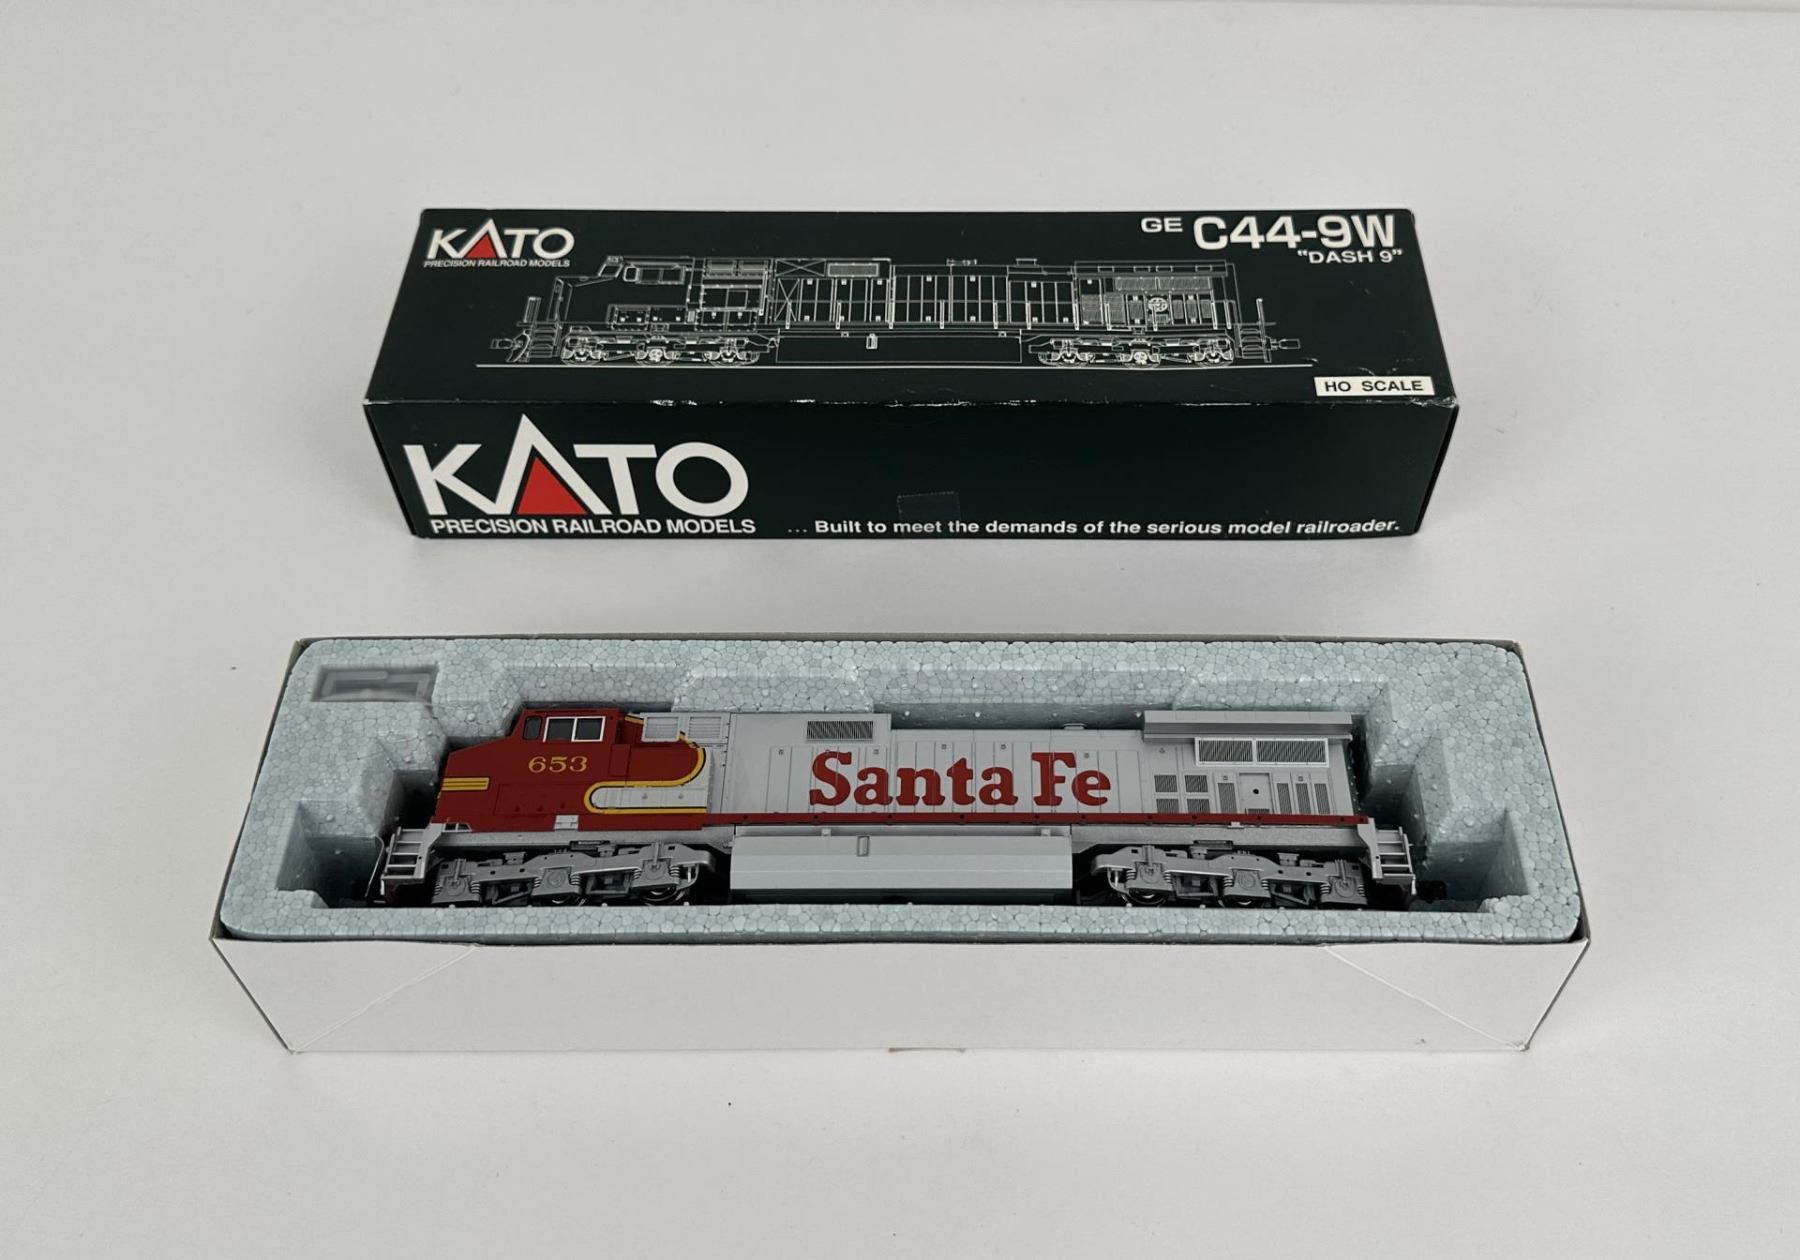 KATO
PRECISION RAILROAD MODELS
GE C44-9W
"DASH 9"
HO SCALE
KATO
PRECISION RAILROAD MODELS
... Built to meet the demands of the serious model railroader.
653
Santa Fe